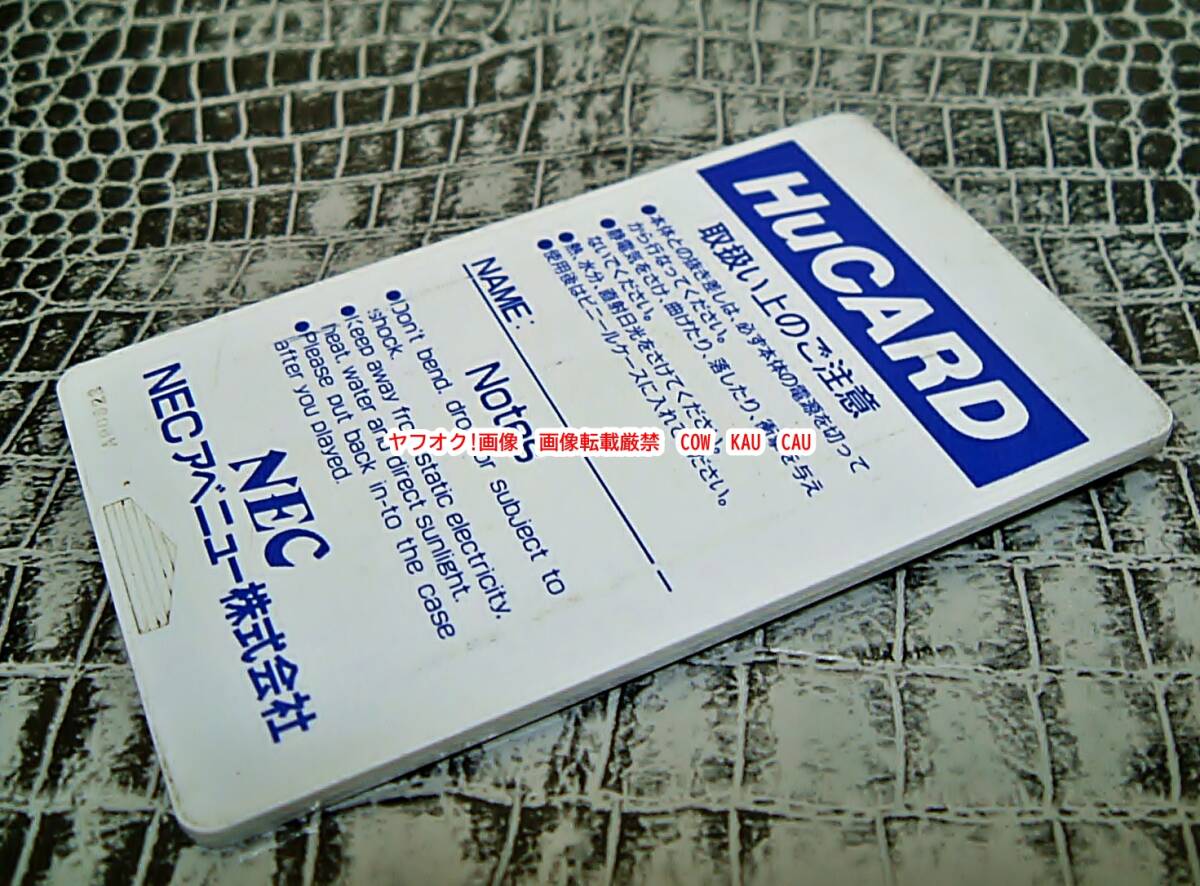 HuCARD
取扱い上のご注意
●本体との抜きさしは、必ず本体の電源を切って
から行なってください。
●静電気をさけ、曲げたり、落したり、衝撃を与え
ないでください。
●熱、水分、直射日光をさけてください。
●使用後はビニールケースに入れてください。
NAME:
Notes
●Don't bend, drop or subject to
shock.
●Keep away from static electricity,
heat, water and direct sunlight.
●Please put back in-to the case
after you played.
NEC
NECアベニュー株式会社
ヤフオク!画像 画像転載厳禁 COW KAU CAU